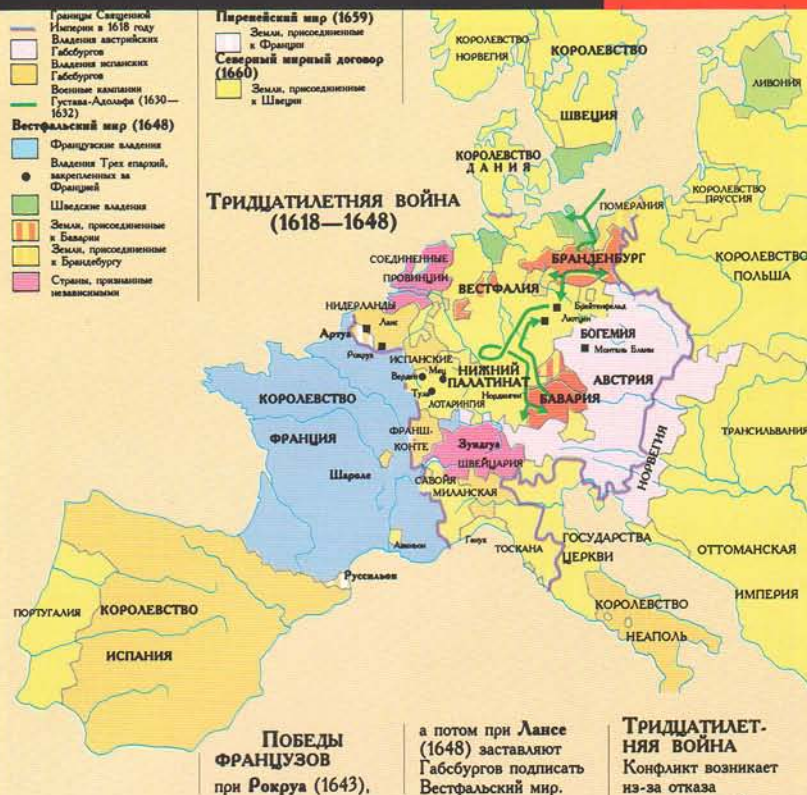 Границы Священной
Империи в 1618 году
Владения австрийских
Габсбургов
Владения испанских
Габсбургов
Военные кампании
Густава-Адольфа (1630—
1632)
Вестфальский мир (1648)
Французские владения
Владения Трех епархий,
закрепленных за
Францией
Шведские владения
Земли, присоединенные
к Баварии
Земли, присоединенные
к Бранденбургу
Страны, признанные
независимыми
Пиренейский мир (1659)
Земли, присоединенные
к Франции
Северный мирный договор
(1660)
Земли, присоединенные
к Швеции
ТРИДЦАТИЛЕТНЯЯ ВОЙНА
(1618—1648)
КОРОЛЕВСТВО
НОРВЕГИЯ
КОРОЛЕВСТВО
ШВЕЦИЯ
ЛИВОНИЯ
КОРОЛЕВСТВО
ДАНИЯ
ПОМЕРАНИЯ
КОРОЛЕВСТВО
ПРУССИЯ
КОРОЛЕВСТВО
ПОЛЬША
СОЕДИНЕННЫЕ
ПРОВИНЦИИ
БРАНДЕНБУРГ
ВЕСТФАЛИЯ
НИДЕРЛАНДЫ
Брейтенфельд
Лютцен
Артуа
Ланс
Рокруа
БОГЕМИЯ
Монтань Бланш
ИСПАНСКИЕ
Мец
Верден
Туль
НИЖНИЙ
ПАЛАТИНАТ
АВСТРИЯ
Нордлинген
БАВАРИЯ
ЛОТАРИНГИЯ
КОРОЛЕВСТВО
ФРАНЦИЯ
ФРАНШ-
КОНТЕ
Зундгуа
ШВЕЙЦАРИЯ
НОРВЕГИЯ
ТРАНСИЛЬВАНИЯ
Шароле
САВОЙЯ
МИЛАНСКАЯ
Авиньон
Генуя
ТОСКАНА
ГОСУДАРСТВА
ЦЕРКВИ
ОТТОМАНСКАЯ
ИМПЕРИЯ
Руссильон
ПОРТУГАЛИЯ
КОРОЛЕВСТВО
ИСПАНИЯ
КОРОЛЕВСТВО
НЕАПОЛЬ
ПОБЕДЫ
ФРАНЦУЗОВ
при Рокруа (1643),
а потом при Лансе
(1648) заставляют
Габсбургов подписать
Вестфальский мир.
ТРИДЦАТИЛЕТ-
НЯЯ ВОЙНА
Конфликт возникает
из-за отказа